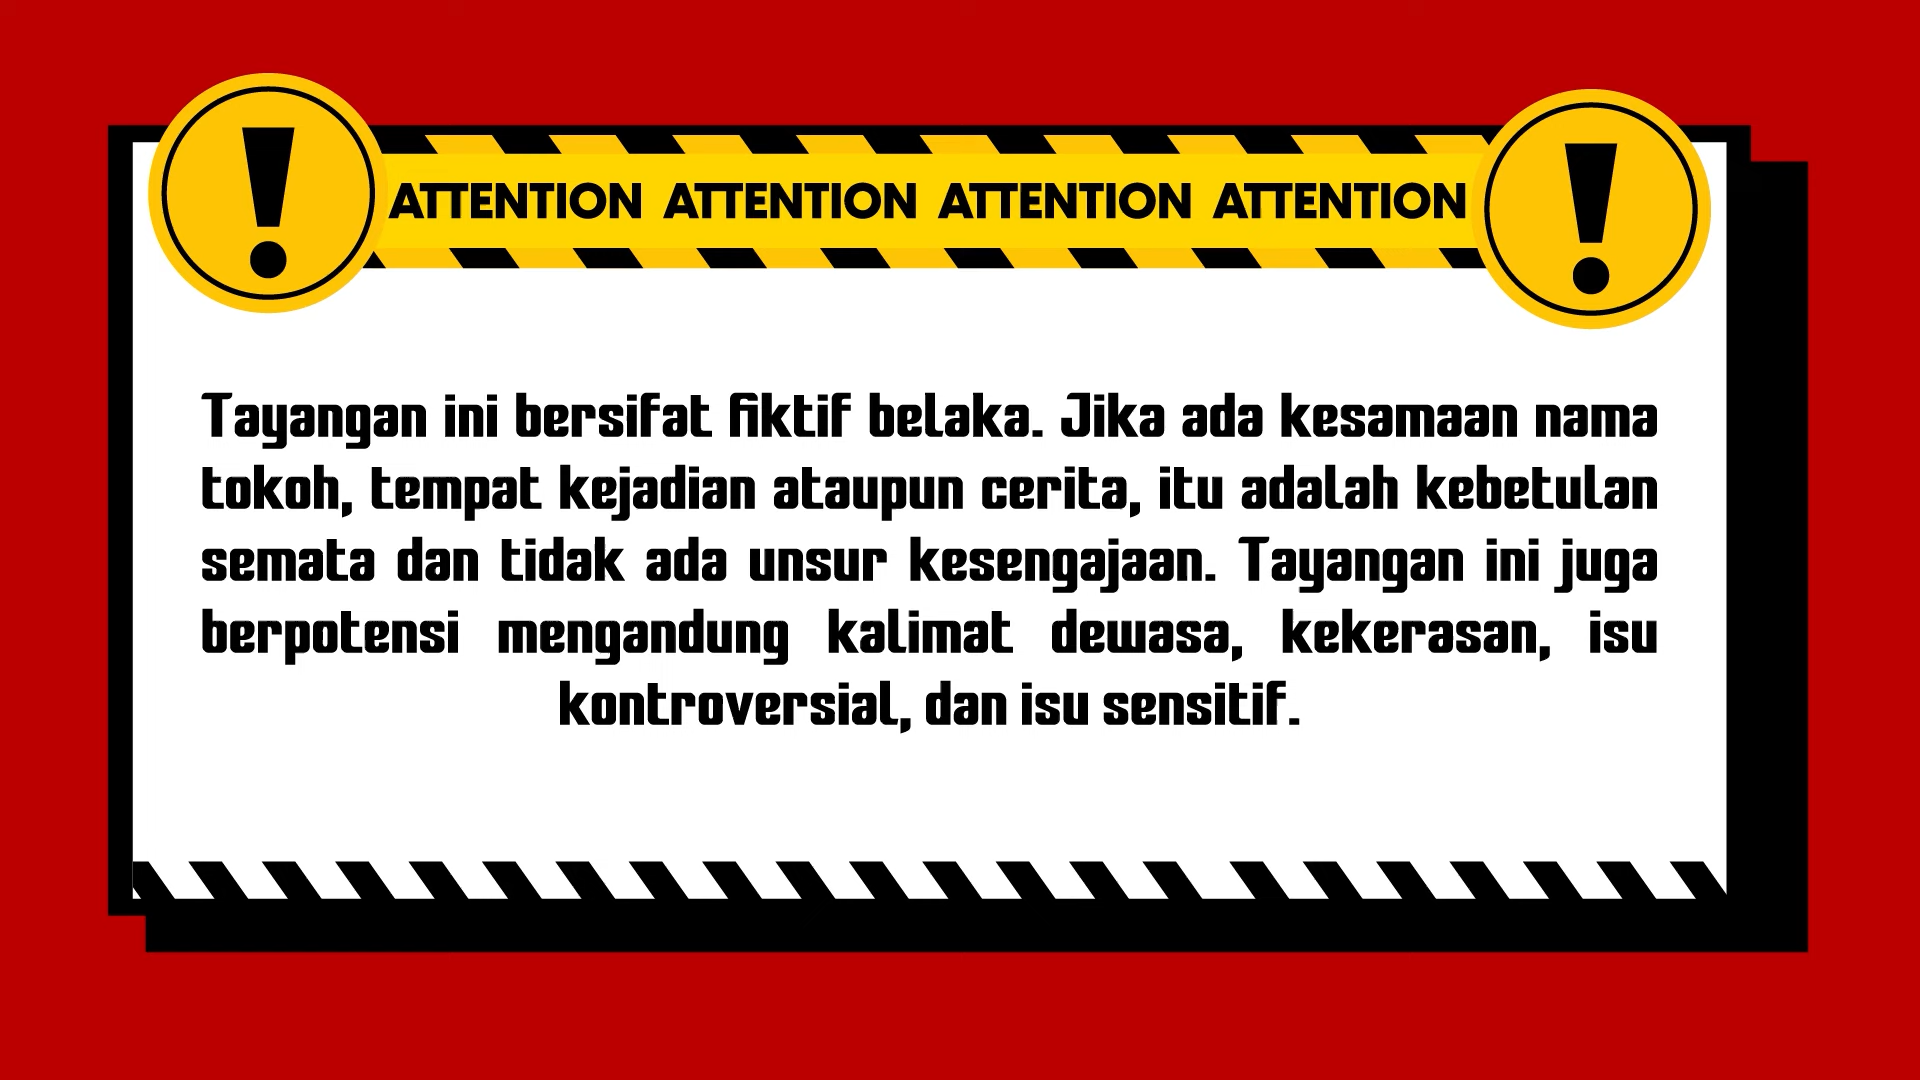 ATTENTION ATTENTION ATTENTION ATTENTION
Tayangan ini bersifat fiktif belaka. Jika ada kesamaan nama
tokoh, tempat kejadian ataupun cerita, itu adalah kebetulan
semata dan tidak ada unsur kesengajaan. Tayangan ini juga
berpotensi mengandung kalimat dewasa, kekerasan, isu
kontroversial, dan isu sensitif.